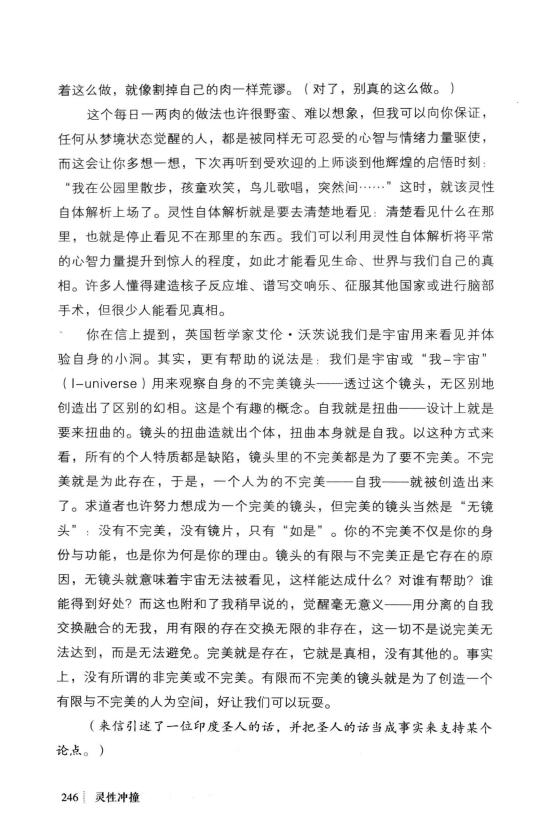 着这么做，就像割掉自己的肉一样荒谬。（对了，别真的这么做。）
这个每日一两肉的做法也许很野蛮、难以想象，但我可以向你保证，
任何从梦境状态觉醒的人，都是被同样无可忍受的心智与情绪力量驱使，
而这会让你多想一想，下次再听到受欢迎的上师谈到他辉煌的启悟时刻：
“我在公园里散步，孩童欢笑，鸟儿歌唱，突然间……”这时，就该灵性
自体解析上场了。灵性自体解析就是要去清楚地看见：清楚看见什么在那
里，也就是停止看见不在那里的东西。我们可以利用灵性自体解析将平常
的心智力量提升到惊人的程度，如此才能看见生命、世界与我们自己的真
相。许多人懂得建造核子反应堆、谱写交响乐、征服其他国家或进行脑部
手术，但很少人能看见真相。
你在信上提到，英国哲学家艾伦·沃茨说我们是宇宙用来看见并体
验自身的小洞。其实，更有帮助的说法是：我们是宇宙或“我-宇宙”
（I-universe）用来观察自身的不完美镜头——透过这个镜头，无区别地
创造出了区别的幻相。这是个有趣的概念。自我就是扭曲——设计上就是
要来扭曲的。镜头的扭曲造就出个体，扭曲本身就是自我。以这种方式来
看，所有的个人特质都是缺陷，镜头里的不完美都是为了要不完美。不完
美就是为此存在，于是，一个人为的不完美——自我——就被创造出来
了。求道者也许努力想成为一个完美的镜头，但完美的镜头当然是“无镜
头”：没有不完美，没有镜片，只有“如是”。你的不完美不仅是你的身
份与功能，也是你为何是你的理由。镜头的有限与不完美正是它存在的原
因，无镜头就意味着宇宙无法被看见，这样能达成什么？对谁有帮助？谁
能得到好处？而这也附和了我稍早说的，觉醒毫无意义——用分离的自我
交换融合的无我，用有限的存在交换无限的非存在，这一切不是说完美无
法达到，而是无法避免。完美就是存在，它就是真相，没有其他的。事实
上，没有所谓的非完美或不完美。有限而不完美的镜头就是为了创造一个
有限与不完美的人为空间，好让我们可以玩耍。
（来信引述了一位印度圣人的话，并把圣人的话当成事实来支持某个
论点。）
246 灵性冲撞